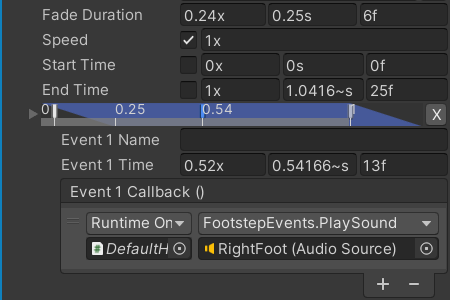 Fade Duration 0.24x 0.25s 6f
Speed 1x
Start Time 0x 0s 0f
End Time 1x 1.0416~s 25f
0 0.25 0.54 1 X
Event 1 Name
Event 1 Time 0.52x 0.54166~s 13f
Event 1 Callback ()
Runtime On FootstepEvents.PlaySound
DefaultH RightFoot (Audio Source)
+ −